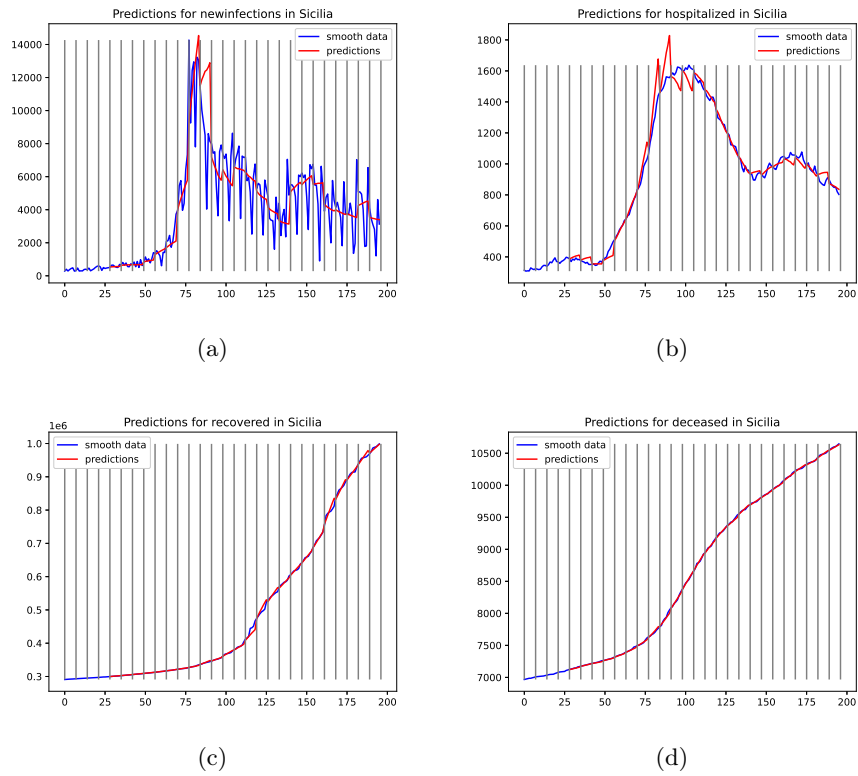 Predictions for newinfections in Sicilia
smooth data
predictions
14000
12000
10000
8000
6000
4000
2000
0
0 25 50 75 100 125 150 175 200
(a)
Predictions for hospitalized in Sicilia
smooth data
predictions
1800
1600
1400
1200
1000
800
600
400
0 25 50 75 100 125 150 175 200
(b)
1e6
Predictions for recovered in Sicilia
smooth data
predictions
1.0
0.9
0.8
0.7
0.6
0.5
0.4
0.3
0 25 50 75 100 125 150 175 200
(c)
Predictions for deceased in Sicilia
smooth data
predictions
10500
10000
9500
9000
8500
8000
7500
7000
0 25 50 75 100 125 150 175 200
(d)